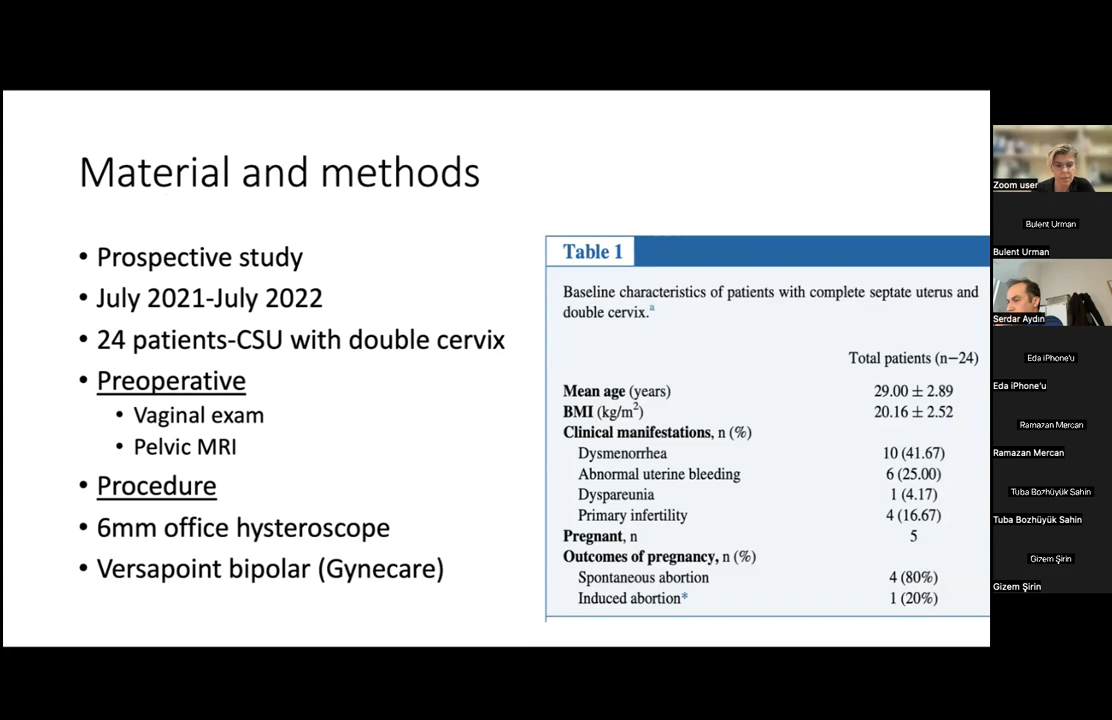 Material and methods
• Prospective study
• July 2021-July 2022
• 24 patients-CSU with double cervix
• Preoperative
• Vaginal exam
• Pelvic MRI
• Procedure
• 6mm office hysteroscope
• Versapoint bipolar (Gynecare)
Table 1
Baseline characteristics of patients with complete septate uterus and
double cervix.a
Total patients (n−24)
Mean age (years) 29.00 ± 2.89
BMI (kg/m2) 20.16 ± 2.52
Clinical manifestations, n (%)
Dysmenorrhea 10 (41.67)
Abnormal uterine bleeding 6 (25.00)
Dyspareunia 1 (4.17)
Primary infertility 4 (16.67)
Pregnant, n 5
Outcomes of pregnancy, n (%)
Spontaneous abortion 4 (80%)
Induced abortion* 1 (20%)
Zoom user
Bulent Urman
Bulent Urman
Serdar Aydın
Eda iPhone'u
Eda iPhone'u
Ramazan Mercan
Ramazan Mercan
Tuba Bozhüyük Sahin
Tuba Bozhüyük Sahin
Gizem Şirin
Gizem Şirin